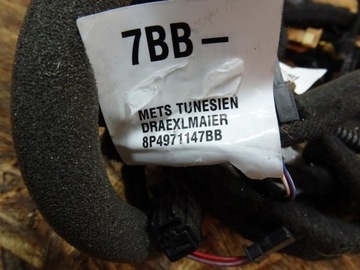 7BB-
METS TUNESIEN
DRAEXLMAIER
8P4971147BB